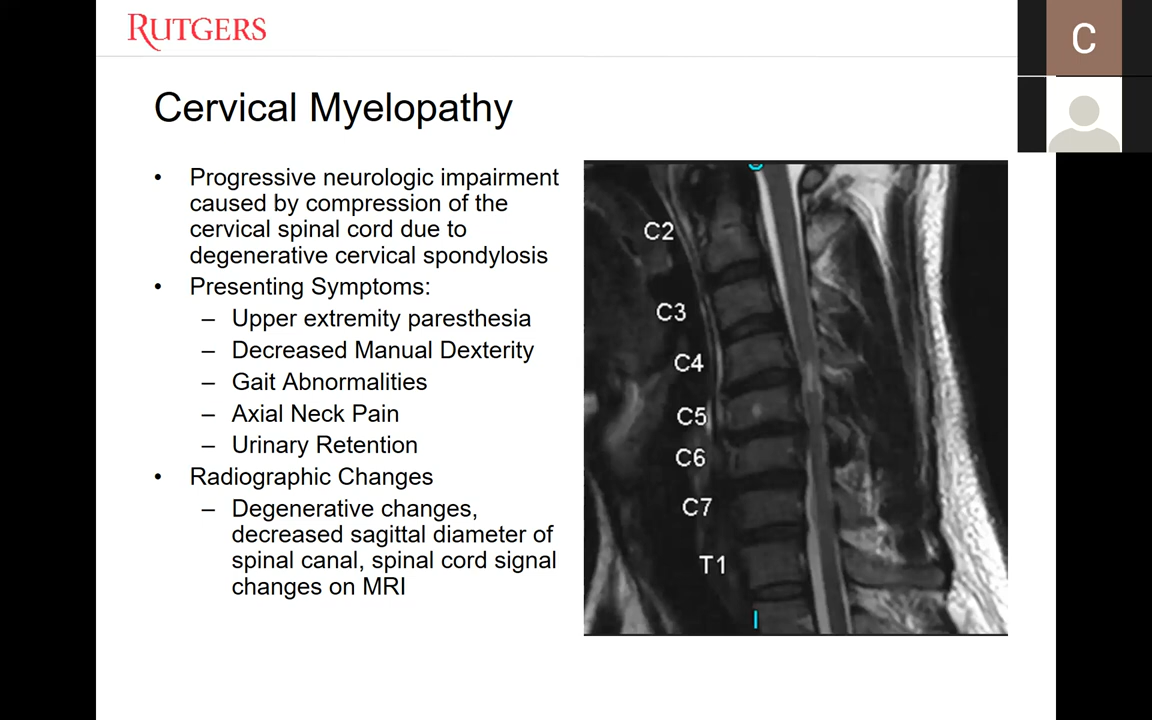 RUTGERS
C
Cervical Myelopathy
• Progressive neurologic impairment
caused by compression of the
cervical spinal cord due to
degenerative cervical spondylosis
• Presenting Symptoms:
– Upper extremity paresthesia
– Decreased Manual Dexterity
– Gait Abnormalities
– Axial Neck Pain
– Urinary Retention
• Radiographic Changes
– Degenerative changes,
decreased sagittal diameter of
spinal canal, spinal cord signal
changes on MRI
C2
C3
C4
C5
C6
C7
T1